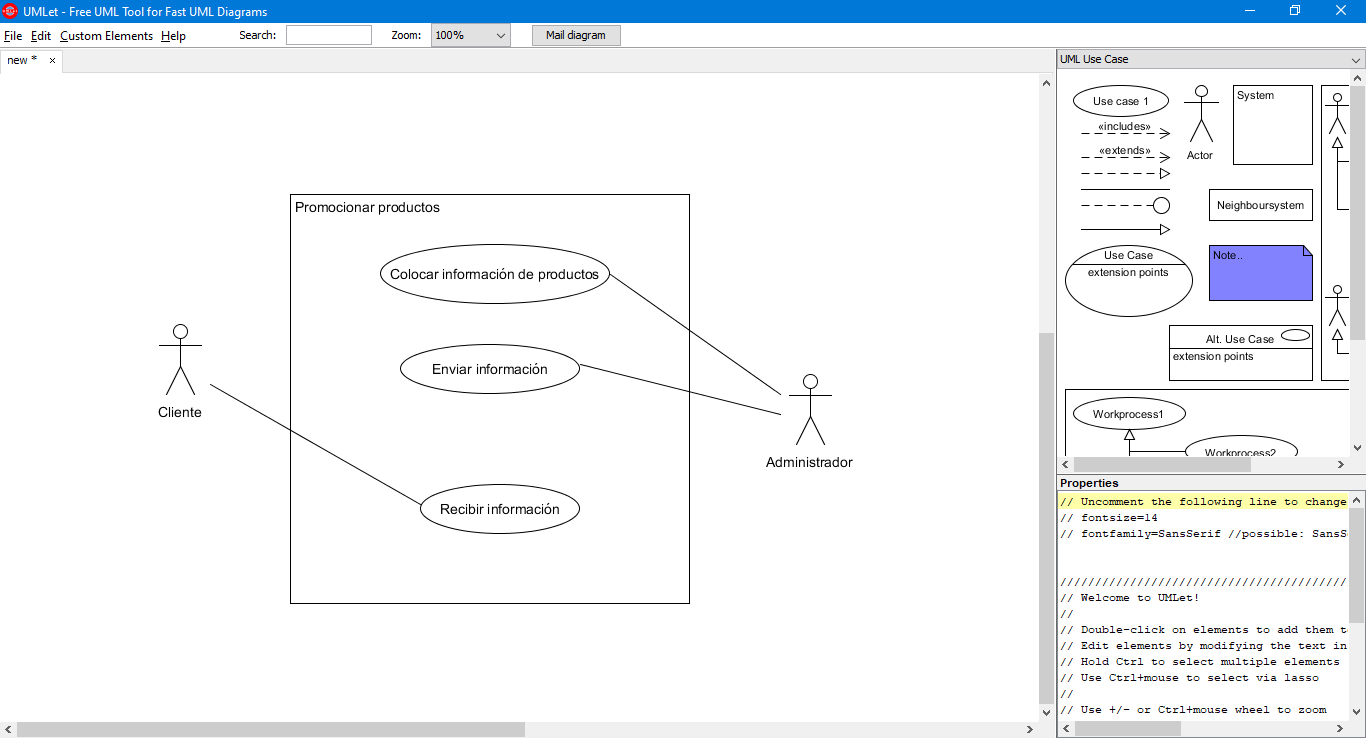 UMLet - Free UML Tool for Fast UML Diagrams
File Edit Custom Elements Help Search: Zoom: 100% Mail diagram
new *
Promocionar productos
Colocar información de productos
Enviar información
Cliente
Administrador
Recibir información
UML Use Case
Use case 1
System
«includes»
«extends»
Actor
Neighboursystem
Use Case
extension points
Note..
Alt. Use Case
extension points
Workprocess1
Workprocess2
Properties
// Uncomment the following line to change
// fontsize=14
// fontfamily=SansSerif //possible: SansS
/////////////////////////////////////////
// Welcome to UMLet!
//
// Double-click on elements to add them t
// Edit elements by modifying the text in
// Hold Ctrl to select multiple elements
// Use Ctrl+mouse to select via lasso
//
// Use +/- or Ctrl+mouse wheel to zoom